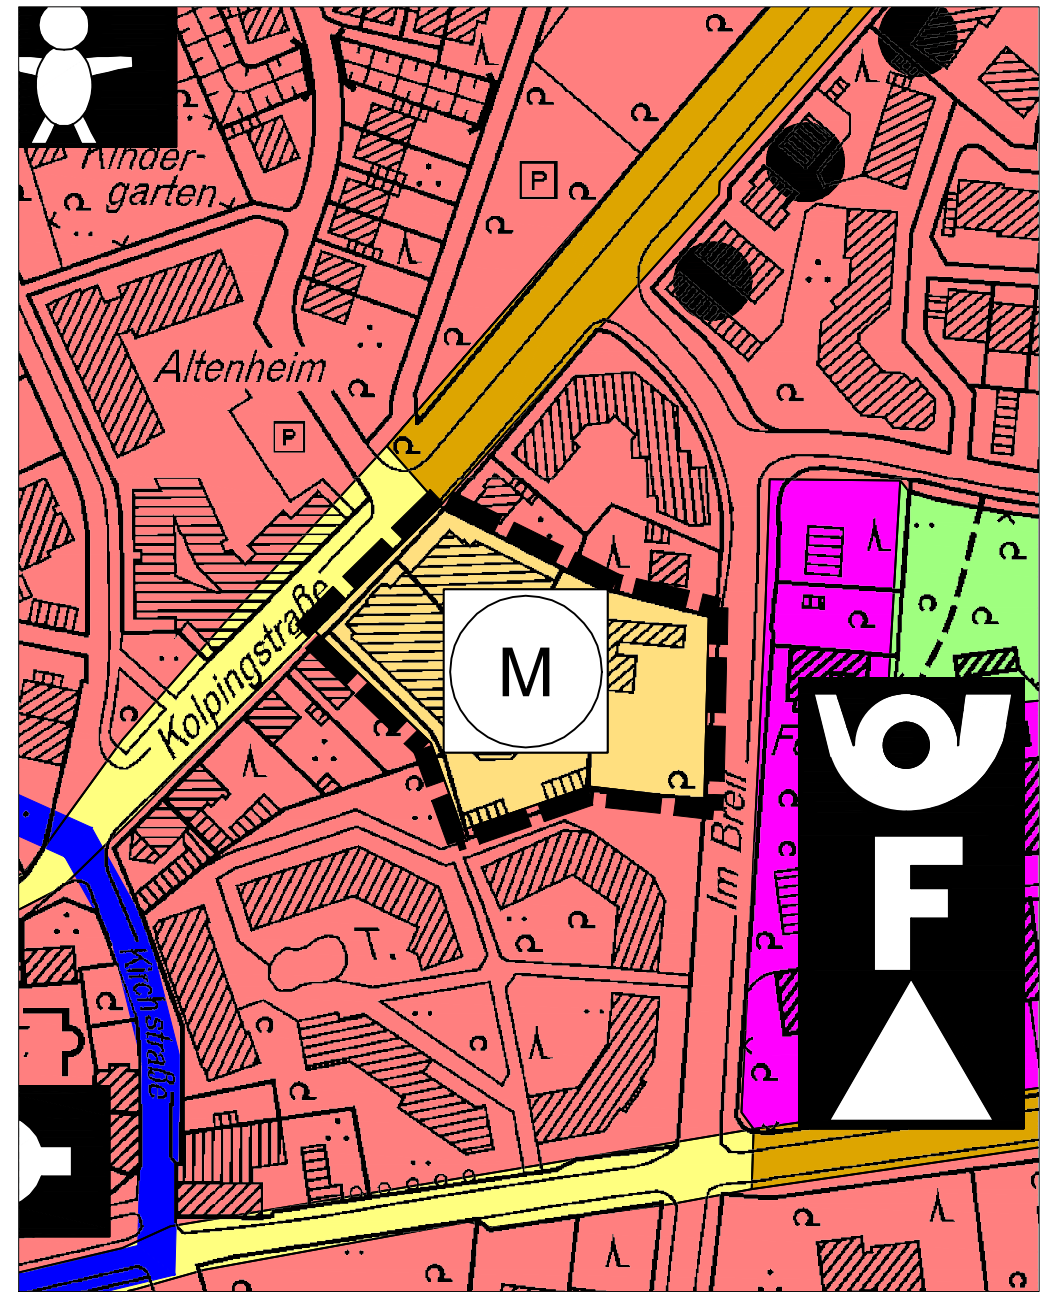 Kinder-
garten
P
Altenheim
P
Kolpingstraße
M
Im Breil
F
Kirchstraße